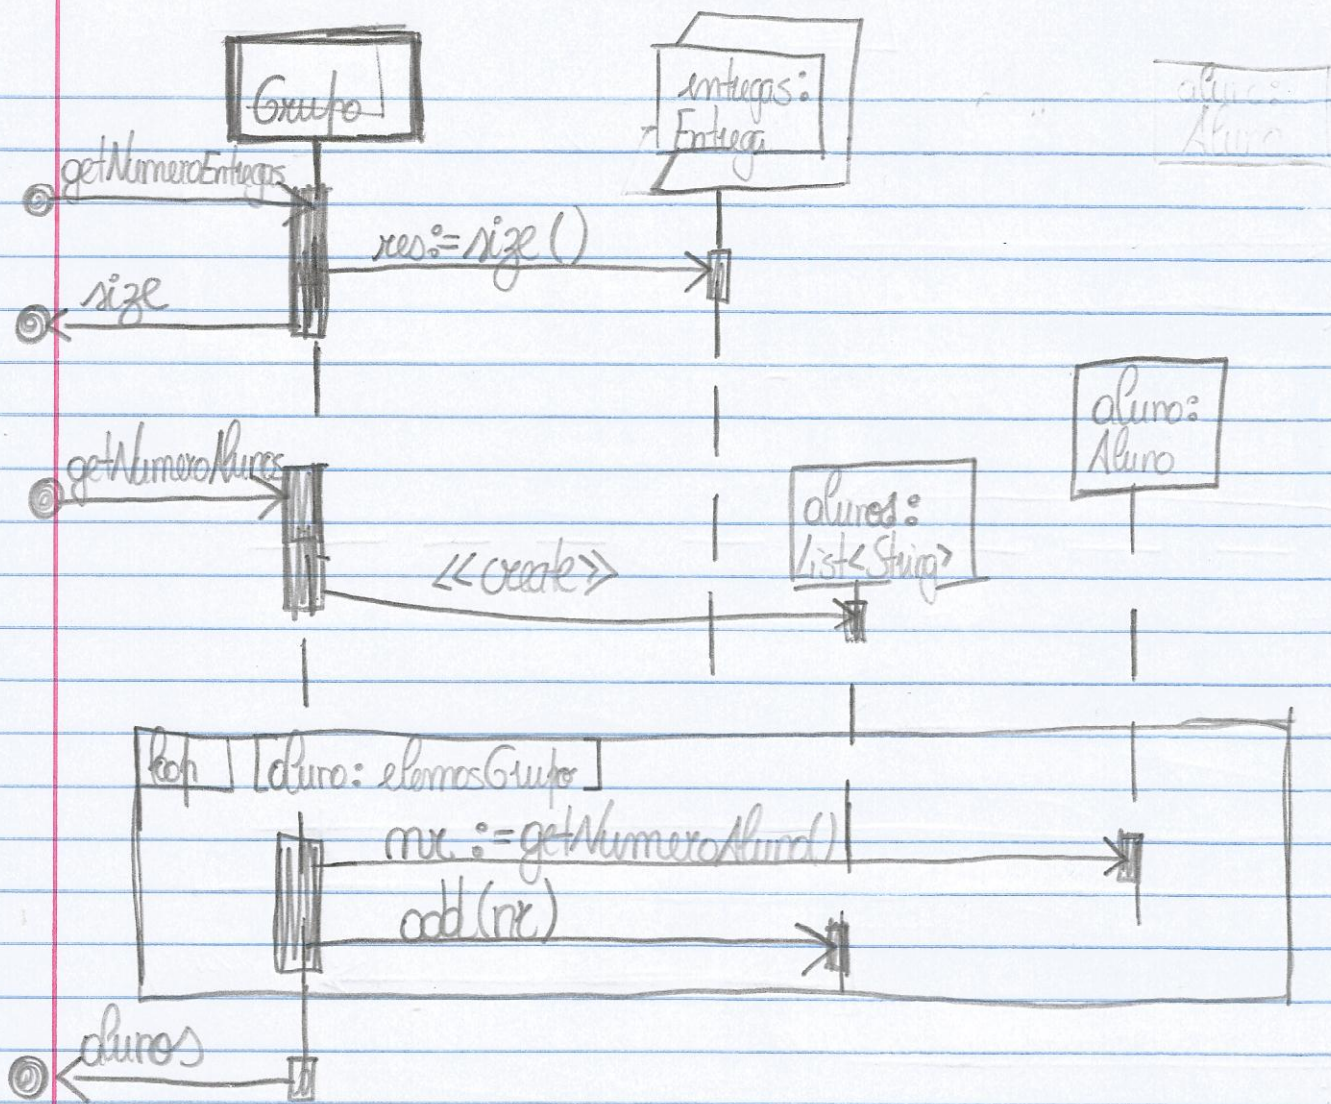 Grupo
entregas:
Entrega
aluno:
Aluno
getNumeroEntregas
res:=size()
size
aluno:
Aluno
getNumeroAlunos
alunos:
List<String>
<<create>>
loop [aluno: elemosGrupo]
nr :=getNumeroAluno()
add(nr)
alunos